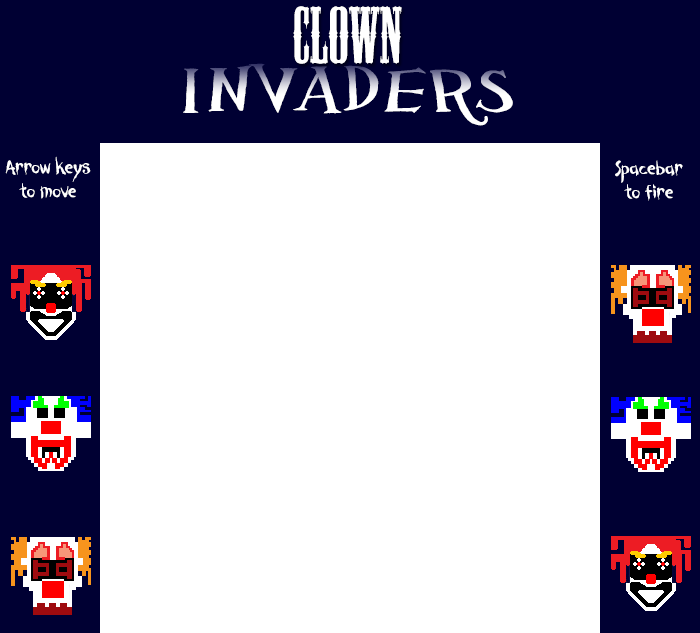 CLOWN
INVADERS
Arrow keys
to move
Spacebar
to fire